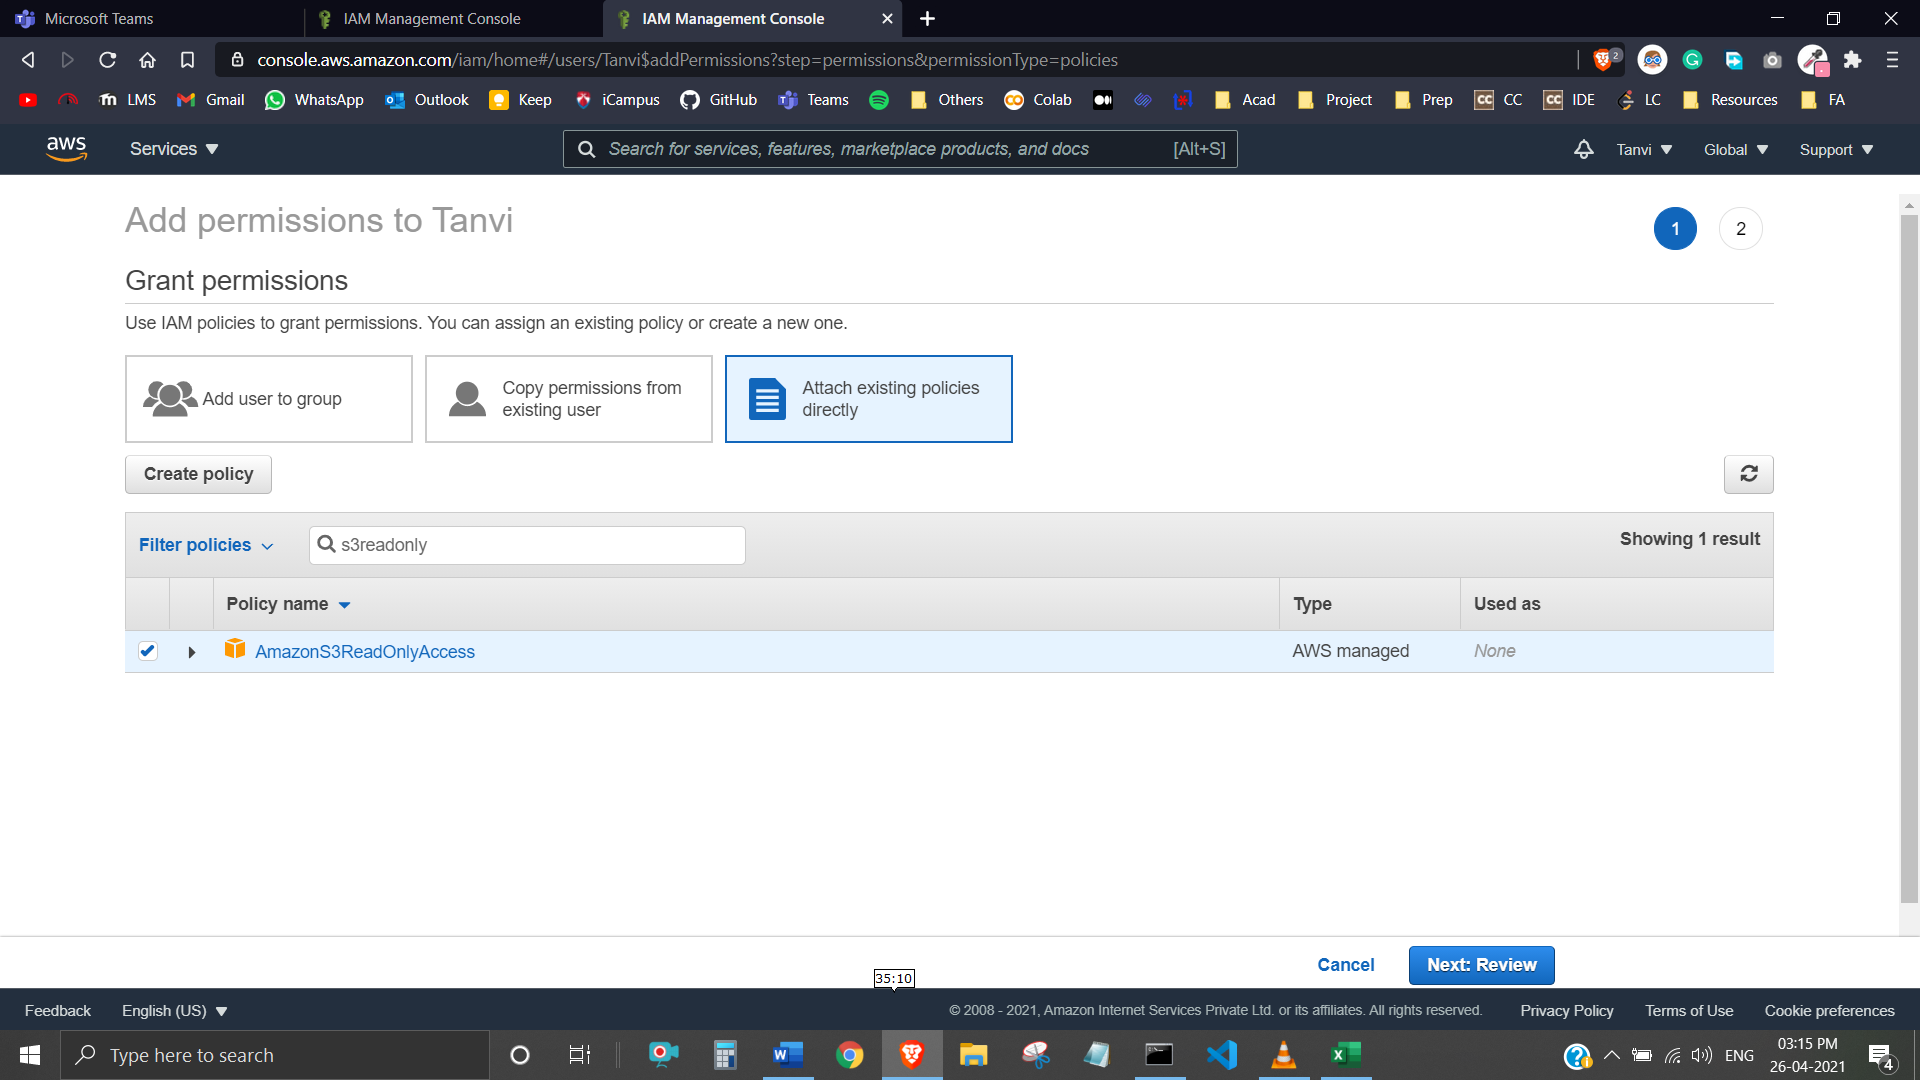 Microsoft Teams
IAM Management Console
IAM Management Console
console.aws.amazon.com/iam/home#/users/Tanvi$addPermissions?step=permissions&permissionType=policies
2
LMS Gmail WhatsApp Outlook Keep iCampus GitHub Teams Others Colab Acad Project Prep CC CC CC IDE LC Resources FA
aws Services Search for services, features, marketplace products, and docs [Alt+S] Tanvi Global Support
Add permissions to Tanvi
1 2
Grant permissions
Use IAM policies to grant permissions. You can assign an existing policy or create a new one.
Add user to group
Copy permissions from
existing user
Attach existing policies
directly
Create policy
Filter policies s3readonly Showing 1 result
Policy name Type Used as
AmazonS3ReadOnlyAccess AWS managed None
Cancel Next: Review
35:10
Feedback English (US) © 2008 - 2021, Amazon Internet Services Private Ltd. or its affiliates. All rights reserved. Privacy Policy Terms of Use Cookie preferences
Type here to search
ENG
03:15 PM
26-04-2021
4